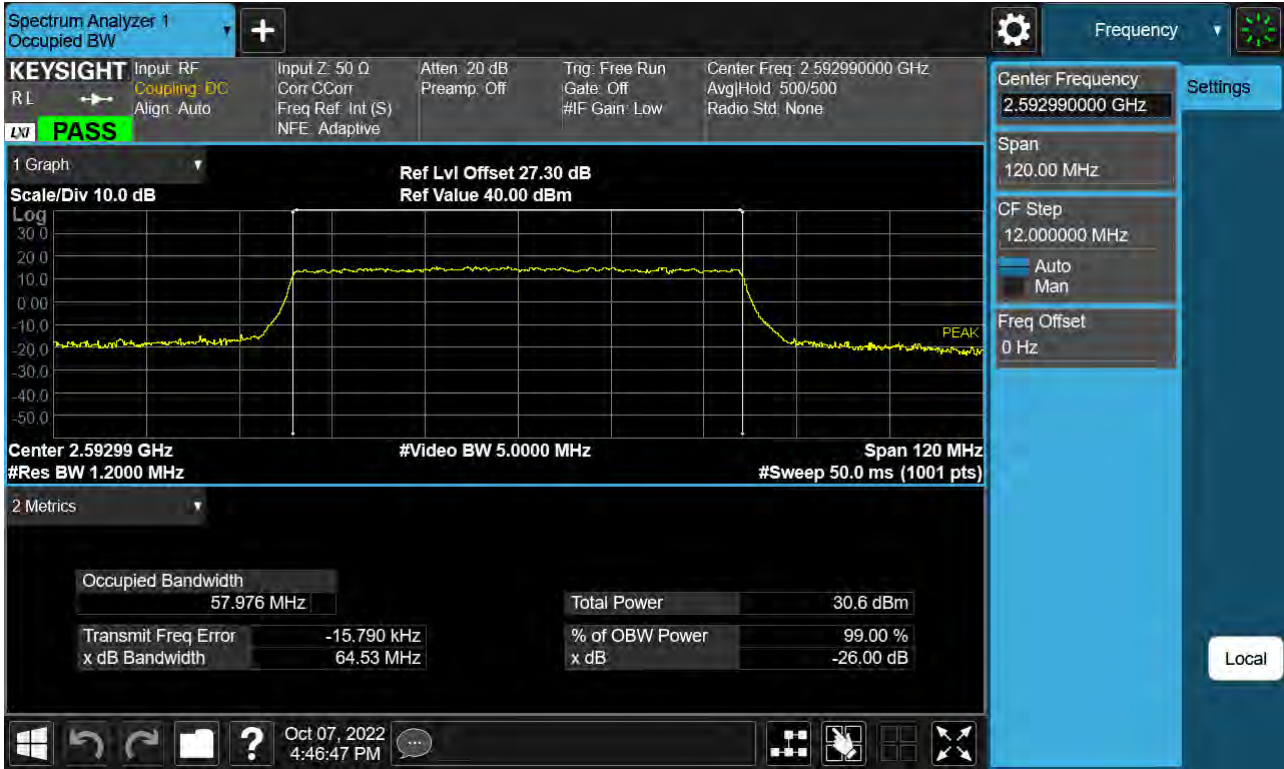 Spectrum Analyzer 1
Occupied BW
Frequency
KEYSIGHT
RL
LXI
PASS
Input: RF
Coupling: DC
Align: Auto
Input Z: 50 Ω
Corr CCorr
Freq Ref: Int (S)
NFE: Adaptive
Atten: 20 dB
Preamp: Off
Trig: Free Run
Gate: Off
#IF Gain: Low
Center Freq: 2.592990000 GHz
Avg|Hold: 500/500
Radio Std: None
1 Graph
Scale/Div 10.0 dB
Ref Lvl Offset 27.30 dB
Ref Value 40.00 dBm
Log
30.0
20.0
10.0
0.00
-10.0
-20.0
-30.0
-40.0
-50.0
PEAK
Center 2.59299 GHz
#Video BW 5.0000 MHz
Span 120 MHz
#Res BW 1.2000 MHz
#Sweep 50.0 ms (1001 pts)
2 Metrics
Occupied Bandwidth
57.976 MHz
Total Power 30.6 dBm
Transmit Freq Error -15.790 kHz
% of OBW Power 99.00 %
x dB Bandwidth 64.53 MHz
x dB -26.00 dB
Center Frequency
2.592990000 GHz
Settings
Span
120.00 MHz
CF Step
12.000000 MHz
Auto
Man
Freq Offset
0 Hz
Local
?
Oct 07, 2022
4:46:47 PM